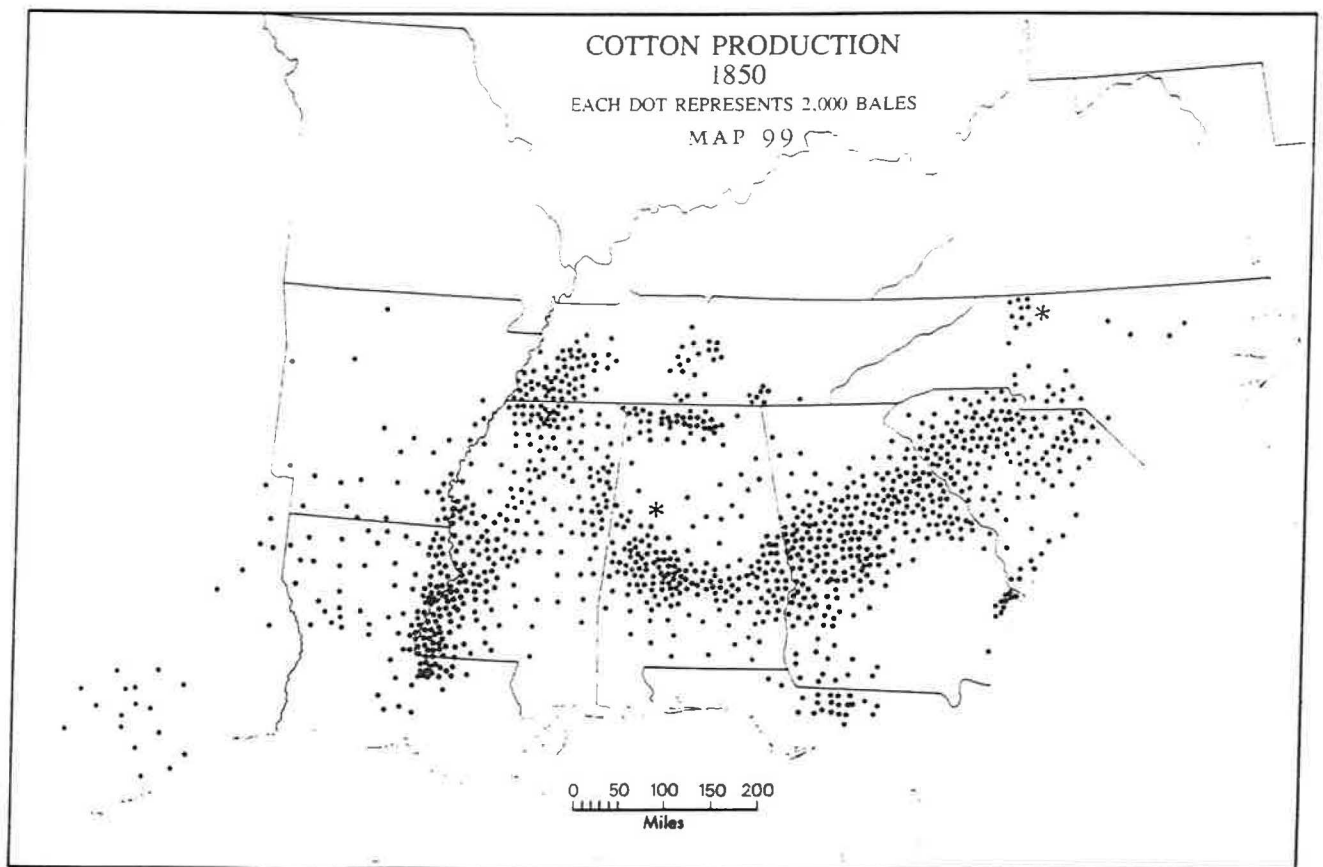 COTTON PRODUCTION
1850
EACH DOT REPRESENTS 2,000 BALES
MAP 99
*
*
0 50 100 150 200
Miles